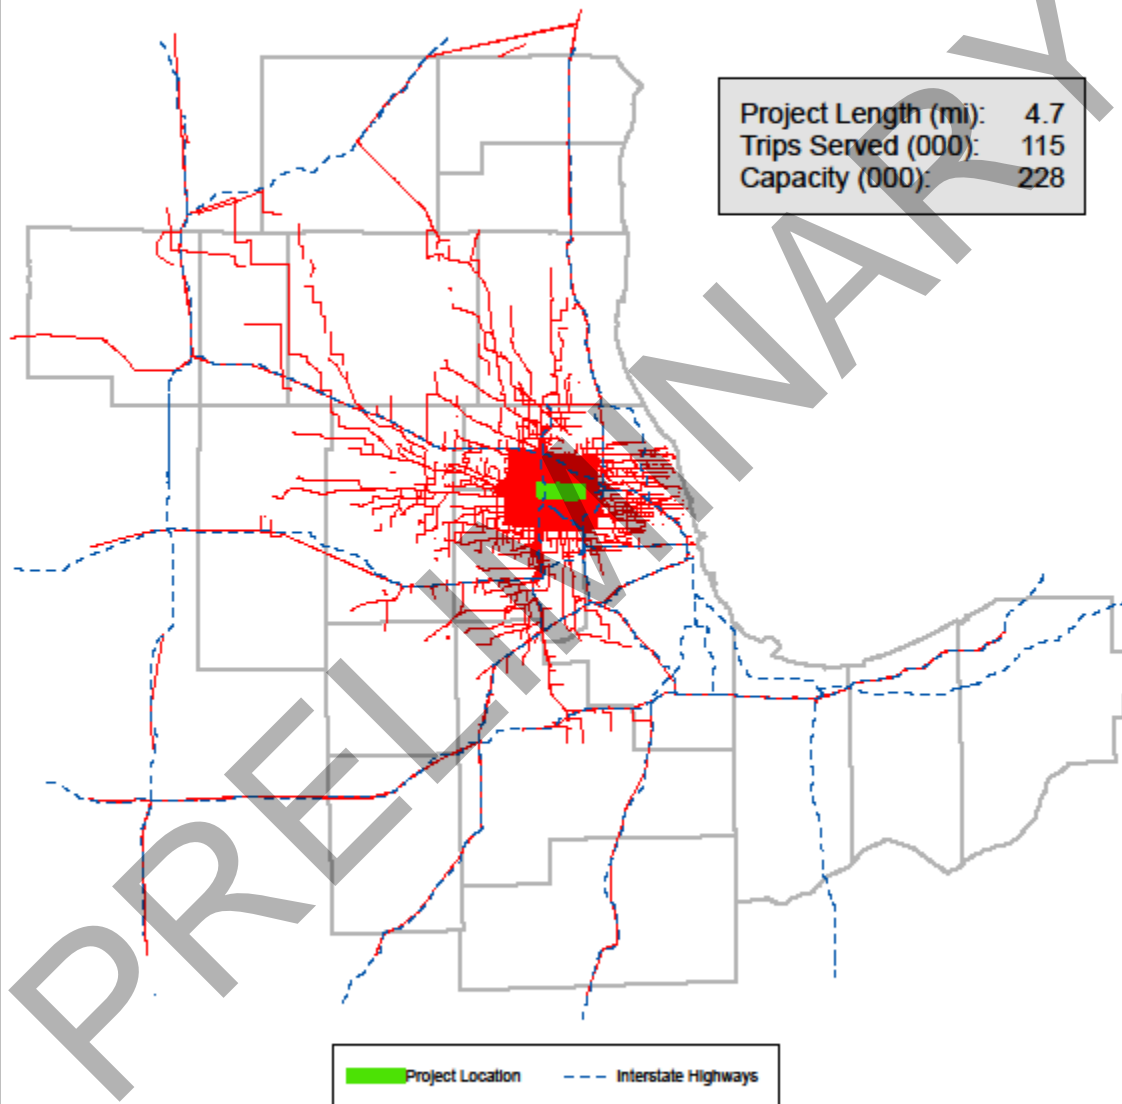 Project Length (mi): 4.7
Trips Served (000): 115
Capacity (000): 228
PRELIMINARY
Project Location Interstate Highways